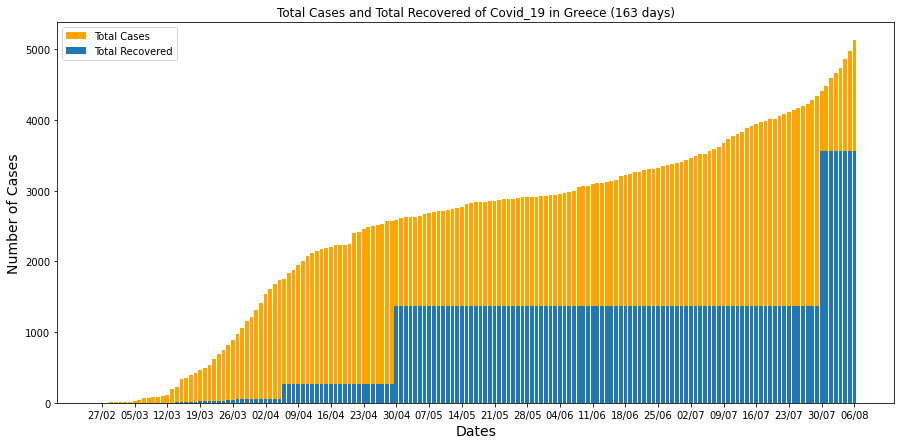 Total Cases and Total Recovered of Covid_19 in Greece (163 days)
Total Cases
Total Recovered
5000
4000
3000
2000
1000
0
Number of Cases
27/02 05/03 12/03 19/03 26/03 02/04 09/04 16/04 23/04 30/04 07/05 14/05 21/05 28/05 04/06 11/06 18/06 25/06 02/07 09/07 16/07 23/07 30/07 06/08
Dates